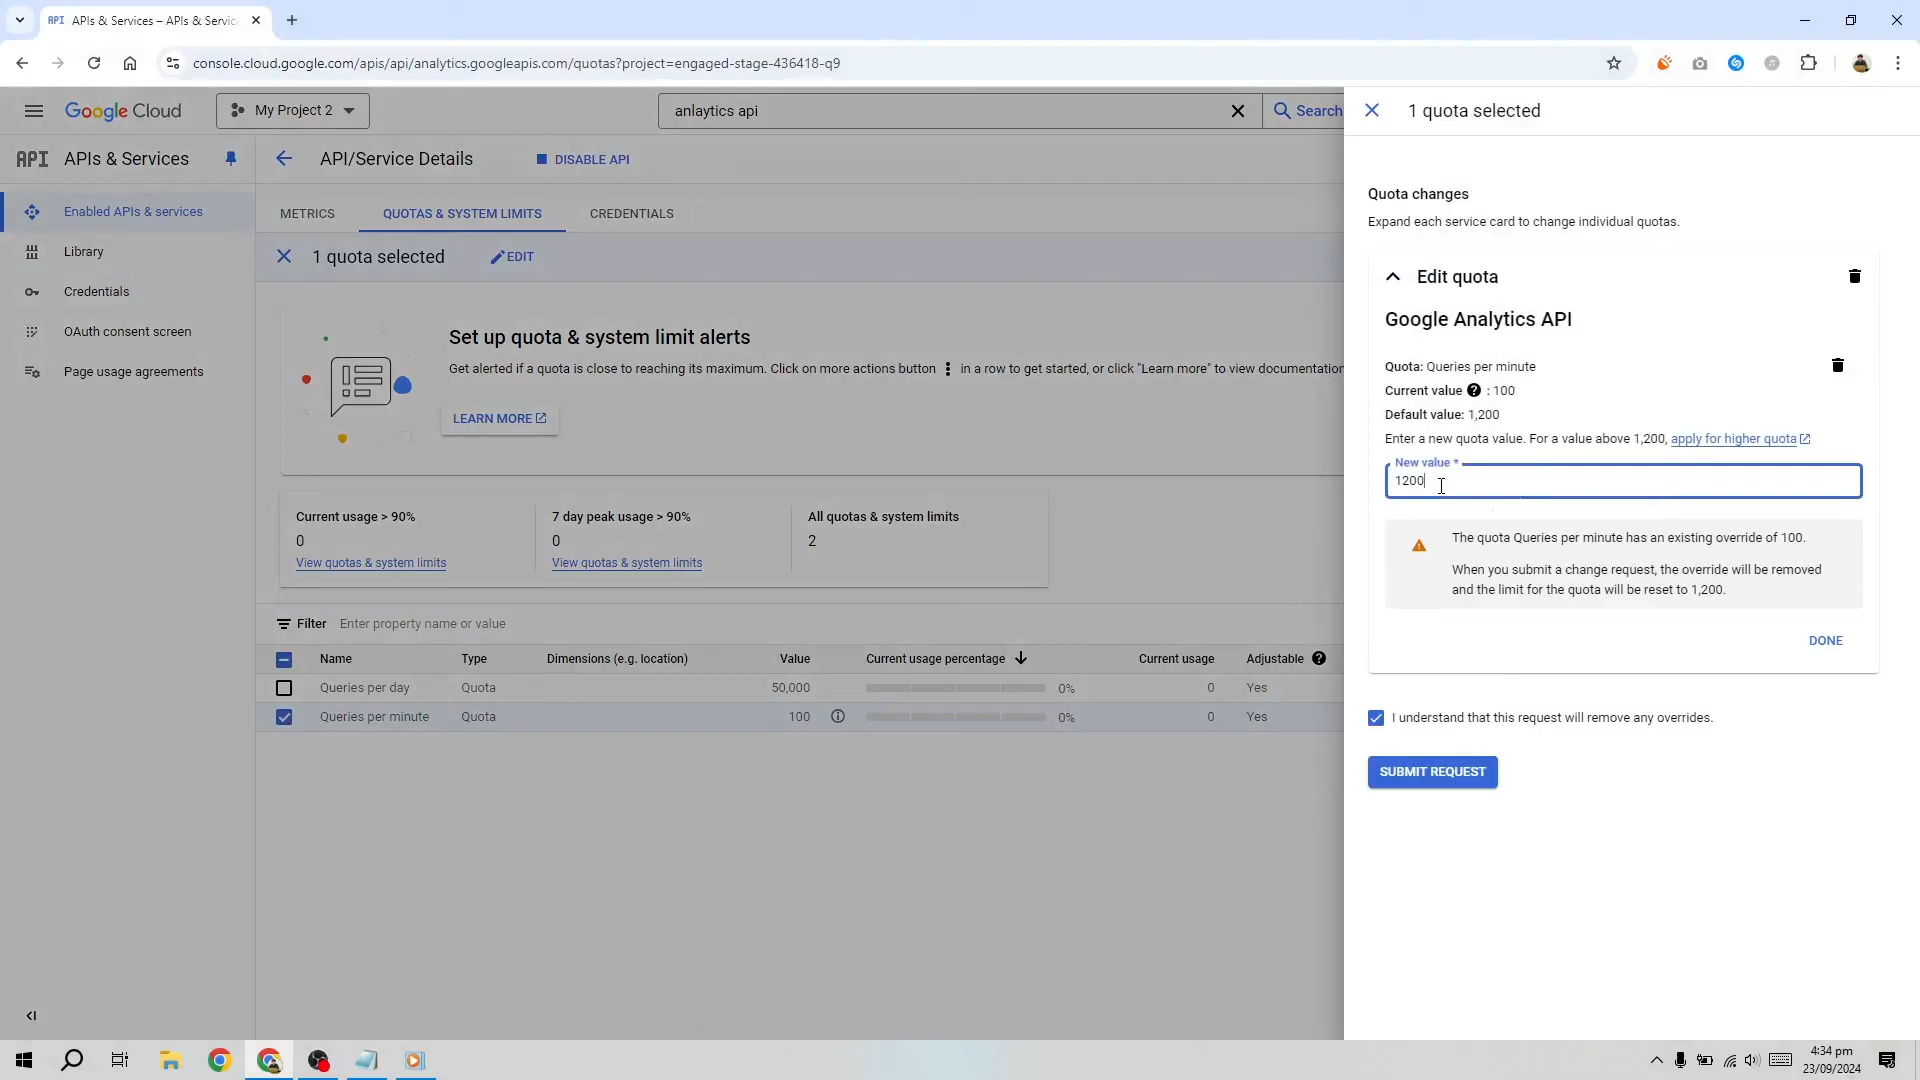 API APIs & Services – APIs & Servic
console.cloud.google.com/apis/api/analytics.googleapis.com/quotas?project=engaged-stage-436418-q9
Google Cloud
My Project 2
anlaytics api
Search
1 quota selected
API APIs & Services
API/Service Details
DISABLE API
Enabled APIs & services
Library
Credentials
OAuth consent screen
Page usage agreements
METRICS
QUOTAS & SYSTEM LIMITS
CREDENTIALS
1 quota selected
EDIT
Set up quota & system limit alerts
Get alerted if a quota is close to reaching its maximum. Click on more actions button in a row to get started, or click "Learn more" to view documentation
LEARN MORE
Current usage > 90%
0
View quotas & system limits
7 day peak usage > 90%
0
View quotas & system limits
All quotas & system limits
2
Filter Enter property name or value
Name Type Dimensions (e.g. location) Value Current usage percentage Current usage Adjustable
Queries per day Quota 50,000 0% 0 Yes
Queries per minute Quota 100 0% 0 Yes
Quota changes
Expand each service card to change individual quotas.
Edit quota
Google Analytics API
Quota: Queries per minute
Current value : 100
Default value: 1,200
Enter a new quota value. For a value above 1,200, apply for higher quota
New value *
1200
The quota Queries per minute has an existing override of 100.
When you submit a change request, the override will be removed
and the limit for the quota will be reset to 1,200.
DONE
I understand that this request will remove any overrides.
SUBMIT REQUEST
4:34 pm
23/09/2024